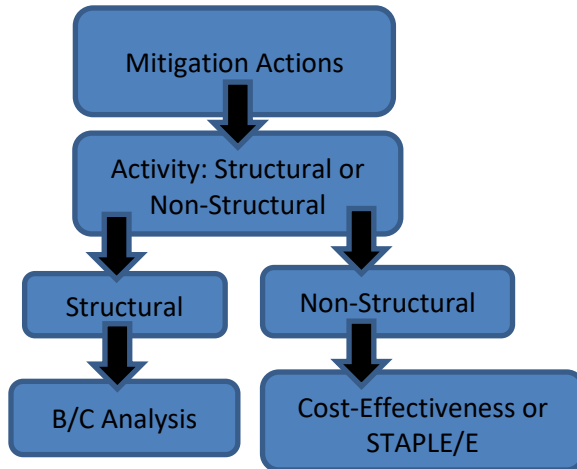 Mitigation Actions
Activity: Structural or
Non-Structural
Structural
Non-Structural
B/C Analysis
Cost-Effectiveness or
STAPLE/E